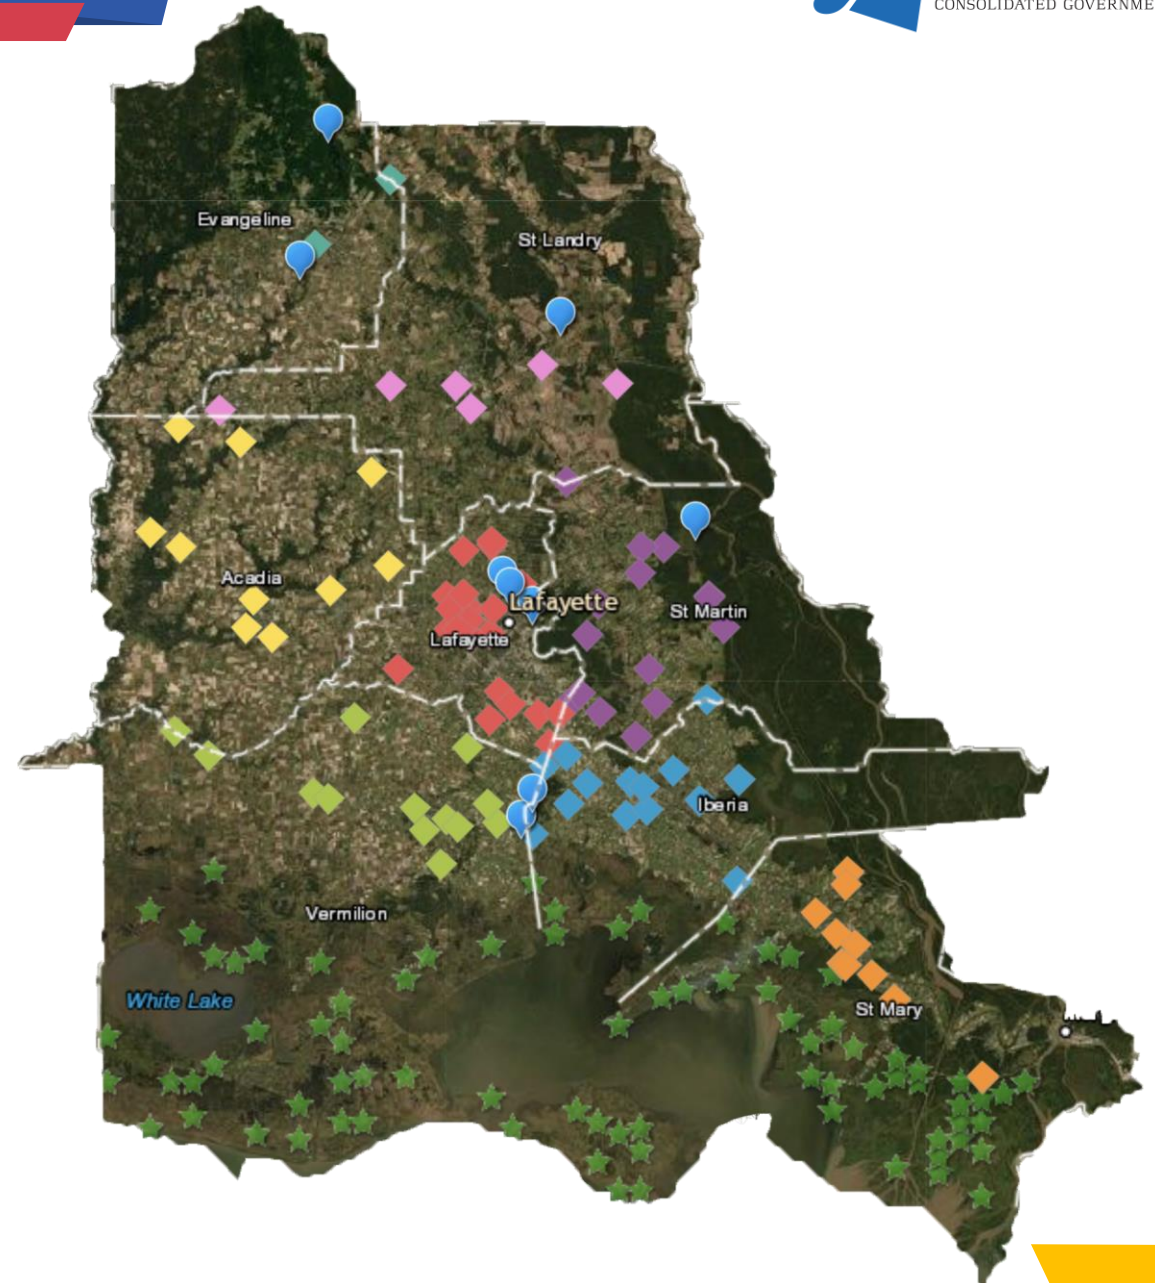 CONSOLIDATED GOVERNME
Evangeline
St Landry
Acadia
Lafayette
St Martin
Lafayette
Iberia
Vermilion
White Lake
St Mary